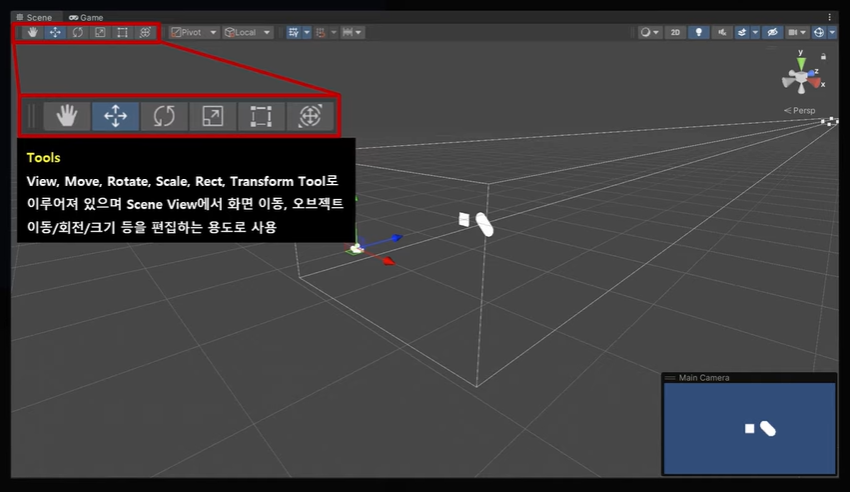 Scene
Game
Pivot
Local
2D
y
z
x
Persp
Tools
View, Move, Rotate, Scale, Rect, Transform Tool로
이루어져 있으며 Scene View에서 화면 이동, 오브젝트
이동/회전/크기 등을 편집하는 용도로 사용
Main Camera